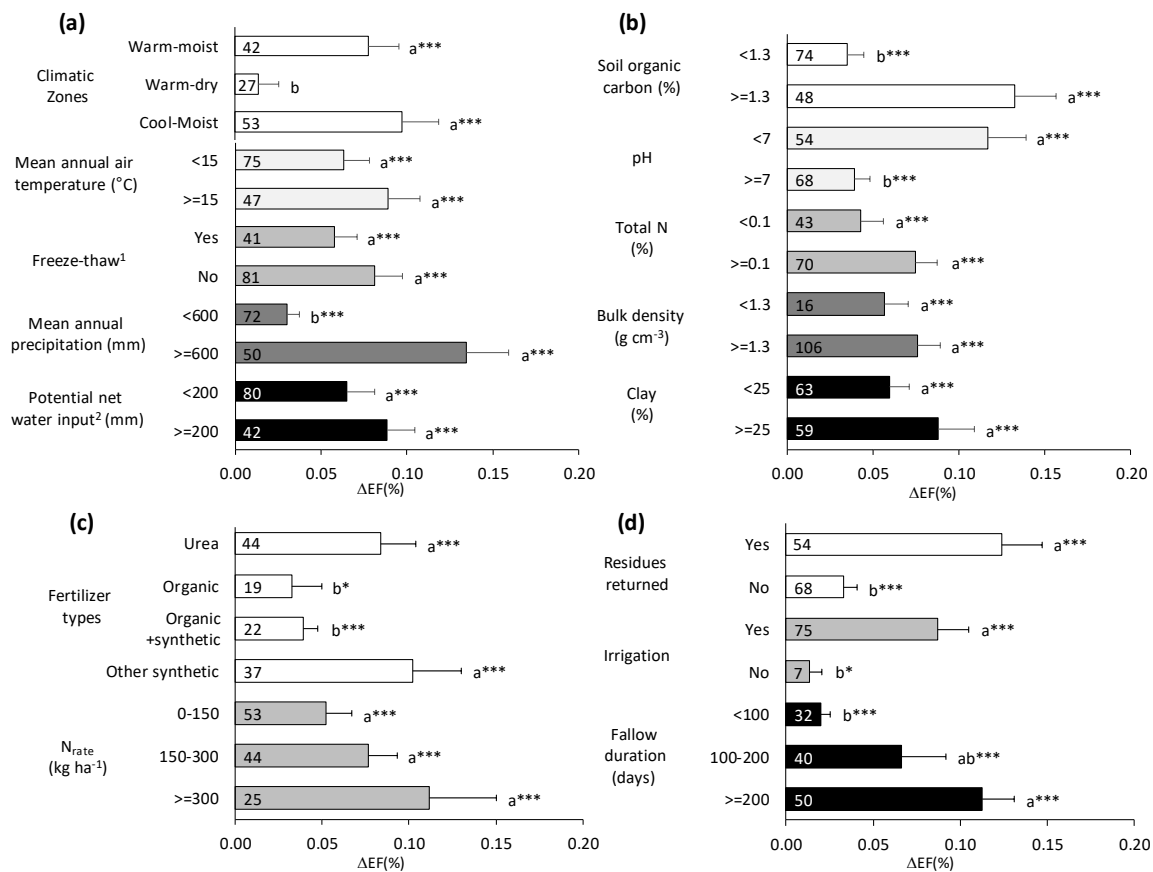 (a)
Climatic
Zones
Warm-moist 42 a***
Warm-dry 27 b
Cool-Moist 53 a***
Mean annual air
temperature (°C)
<15 75 a***
>=15 47 a***
Freeze-thaw¹
Yes 41 a***
No 81 a***
Mean annual
precipitation (mm)
<600 72 b***
>=600 50 a***
Potential net
water input² (mm)
<200 80 a***
>=200 42 a***
0.00 0.05 0.10 0.15 0.20
ΔEF(%)
(b)
Soil organic
carbon (%)
<1.3 74 b***
>=1.3 48 a***
pH
<7 54 a***
>=7 68 b***
Total N
(%)
<0.1 43 a***
>=0.1 70 a***
Bulk density
(g cm⁻³)
<1.3 16 a***
>=1.3 106 a***
Clay
(%)
<25 63 a***
>=25 59 a***
0.00 0.05 0.10 0.15 0.20
ΔEF(%)
(c)
Fertilizer
types
Urea 44 a***
Organic 19 b*
Organic
+synthetic 22 b***
Other synthetic 37 a***
N_rate
(kg ha⁻¹)
0-150 53 a***
150-300 44 a***
>=300 25 a***
0.00 0.05 0.10 0.15 0.20
ΔEF(%)
(d)
Residues
returned
Yes 54 a***
No 68 b***
Irrigation
Yes 75 a***
No 7 b*
Fallow
duration
(days)
<100 32 b***
100-200 40 ab***
>=200 50 a***
0.00 0.05 0.10 0.15 0.20
ΔEF(%)